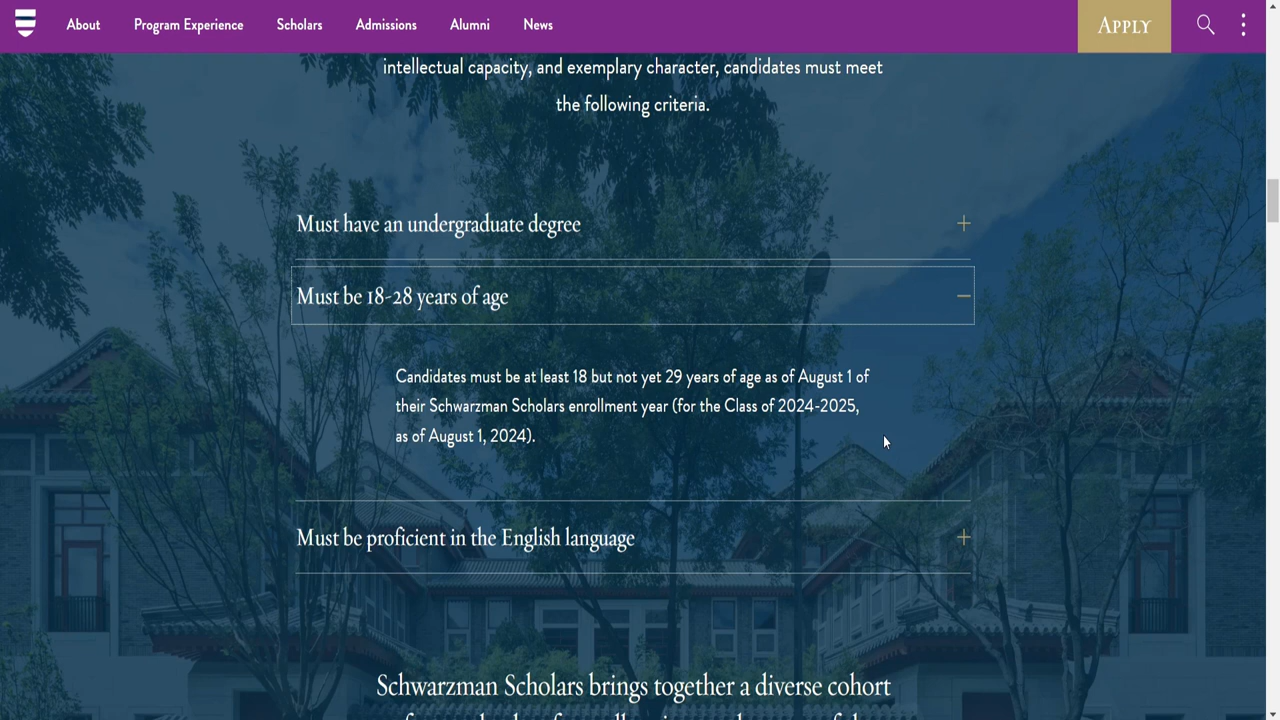 About Program Experience Scholars Admissions Alumni News APPLY
intellectual capacity, and exemplary character, candidates must meet
the following criteria.
Must have an undergraduate degree
Must be 18-28 years of age
Candidates must be at least 18 but not yet 29 years of age as of August 1 of
their Schwarzman Scholars enrollment year (for the Class of 2024-2025,
as of August 1, 2024).
Must be proficient in the English language
Schwarzman Scholars brings together a diverse cohort